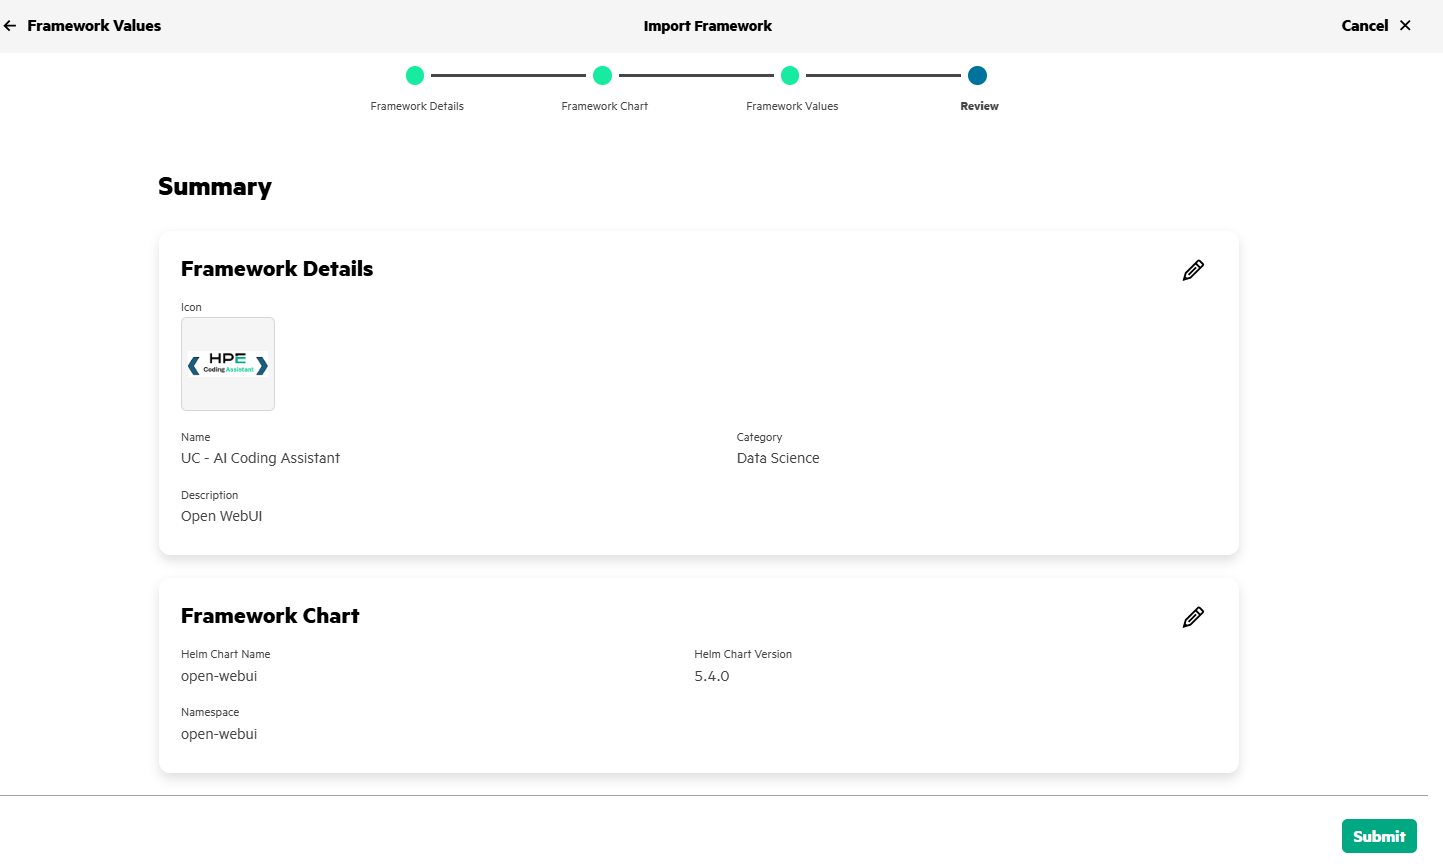 Framework Values
Import Framework
Cancel
Framework Details
Framework Chart
Framework Values
Review
Summary
Framework Details
Icon
HPE
Coding Assistant
Name
Category
UC - AI Coding Assistant
Data Science
Description
Open WebUI
Framework Chart
Helm Chart Name
Helm Chart Version
open-webui
5.4.0
Namespace
open-webui
Submit